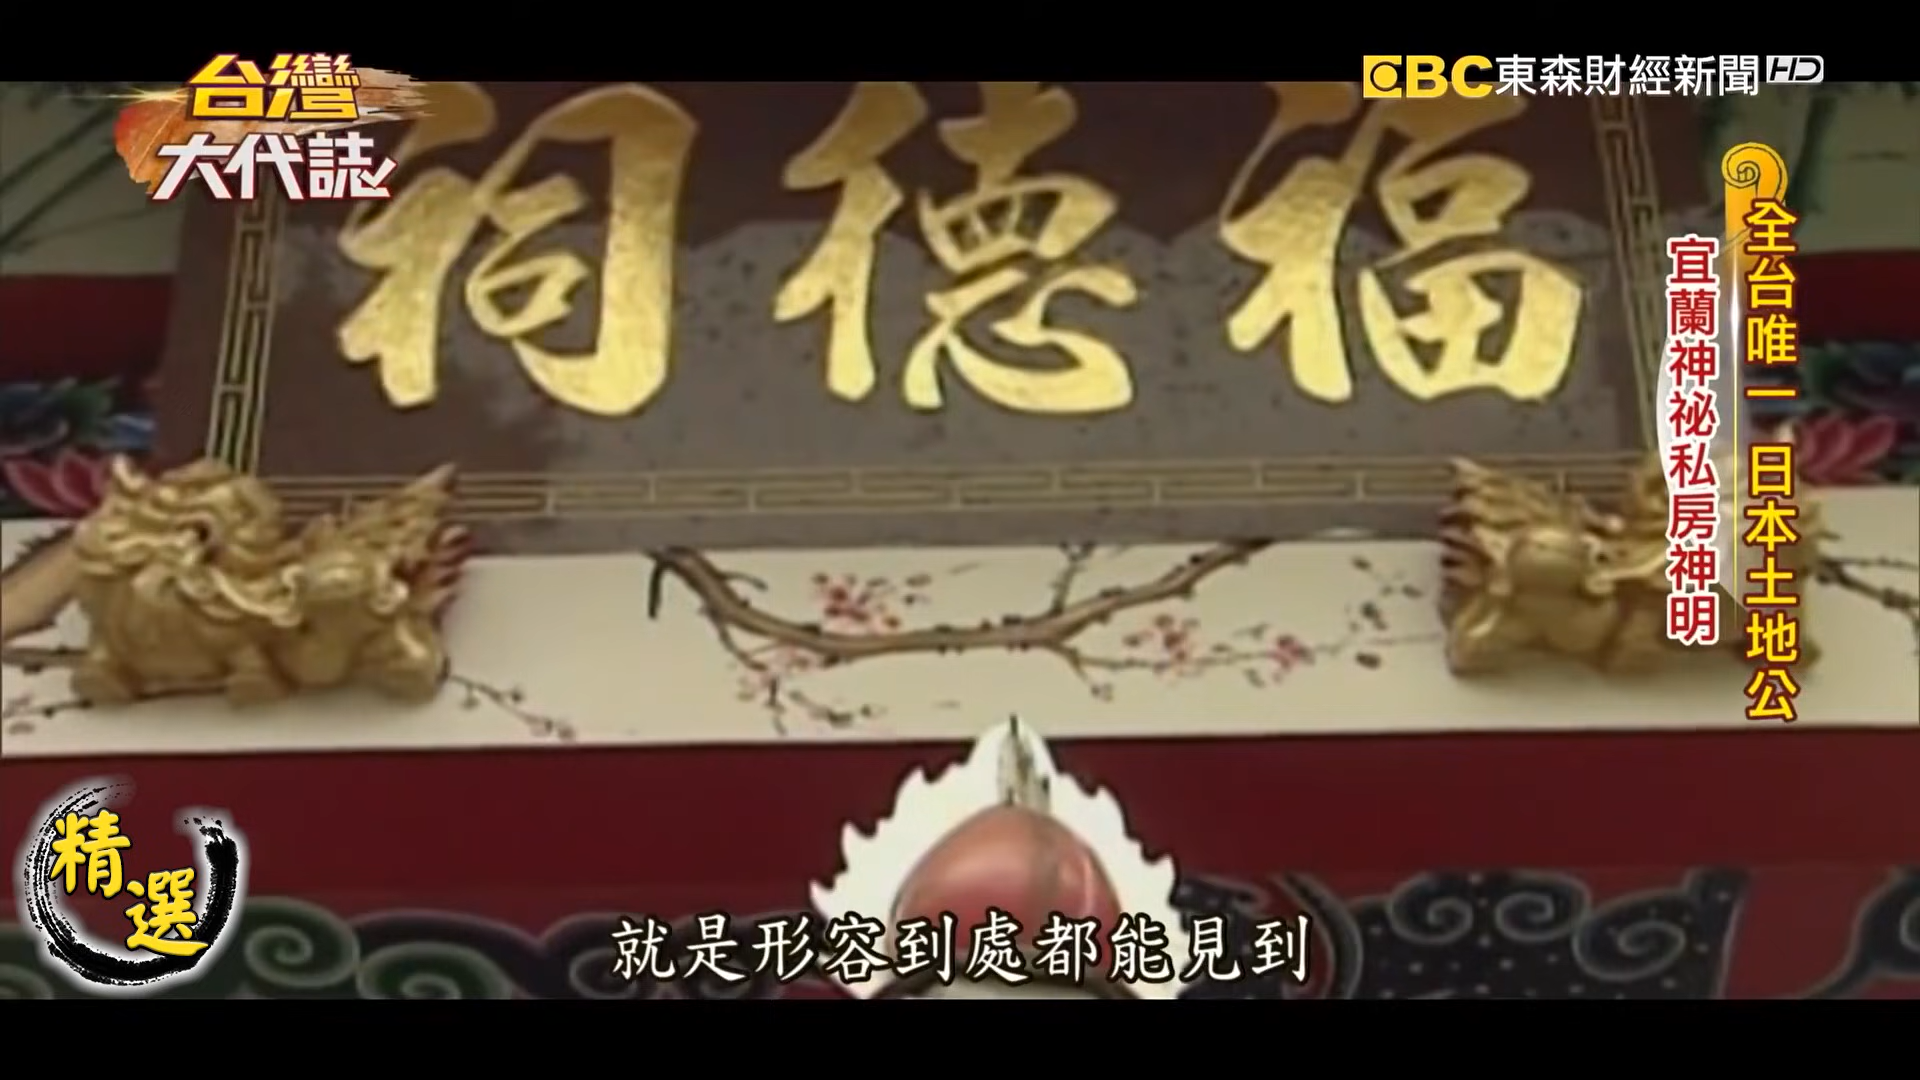 台灣
大代誌
EBC東森財經新聞HD
祠德福
全台唯一 日本土地公
宜蘭神祕私房神明
精選
就是形容到處都能見到